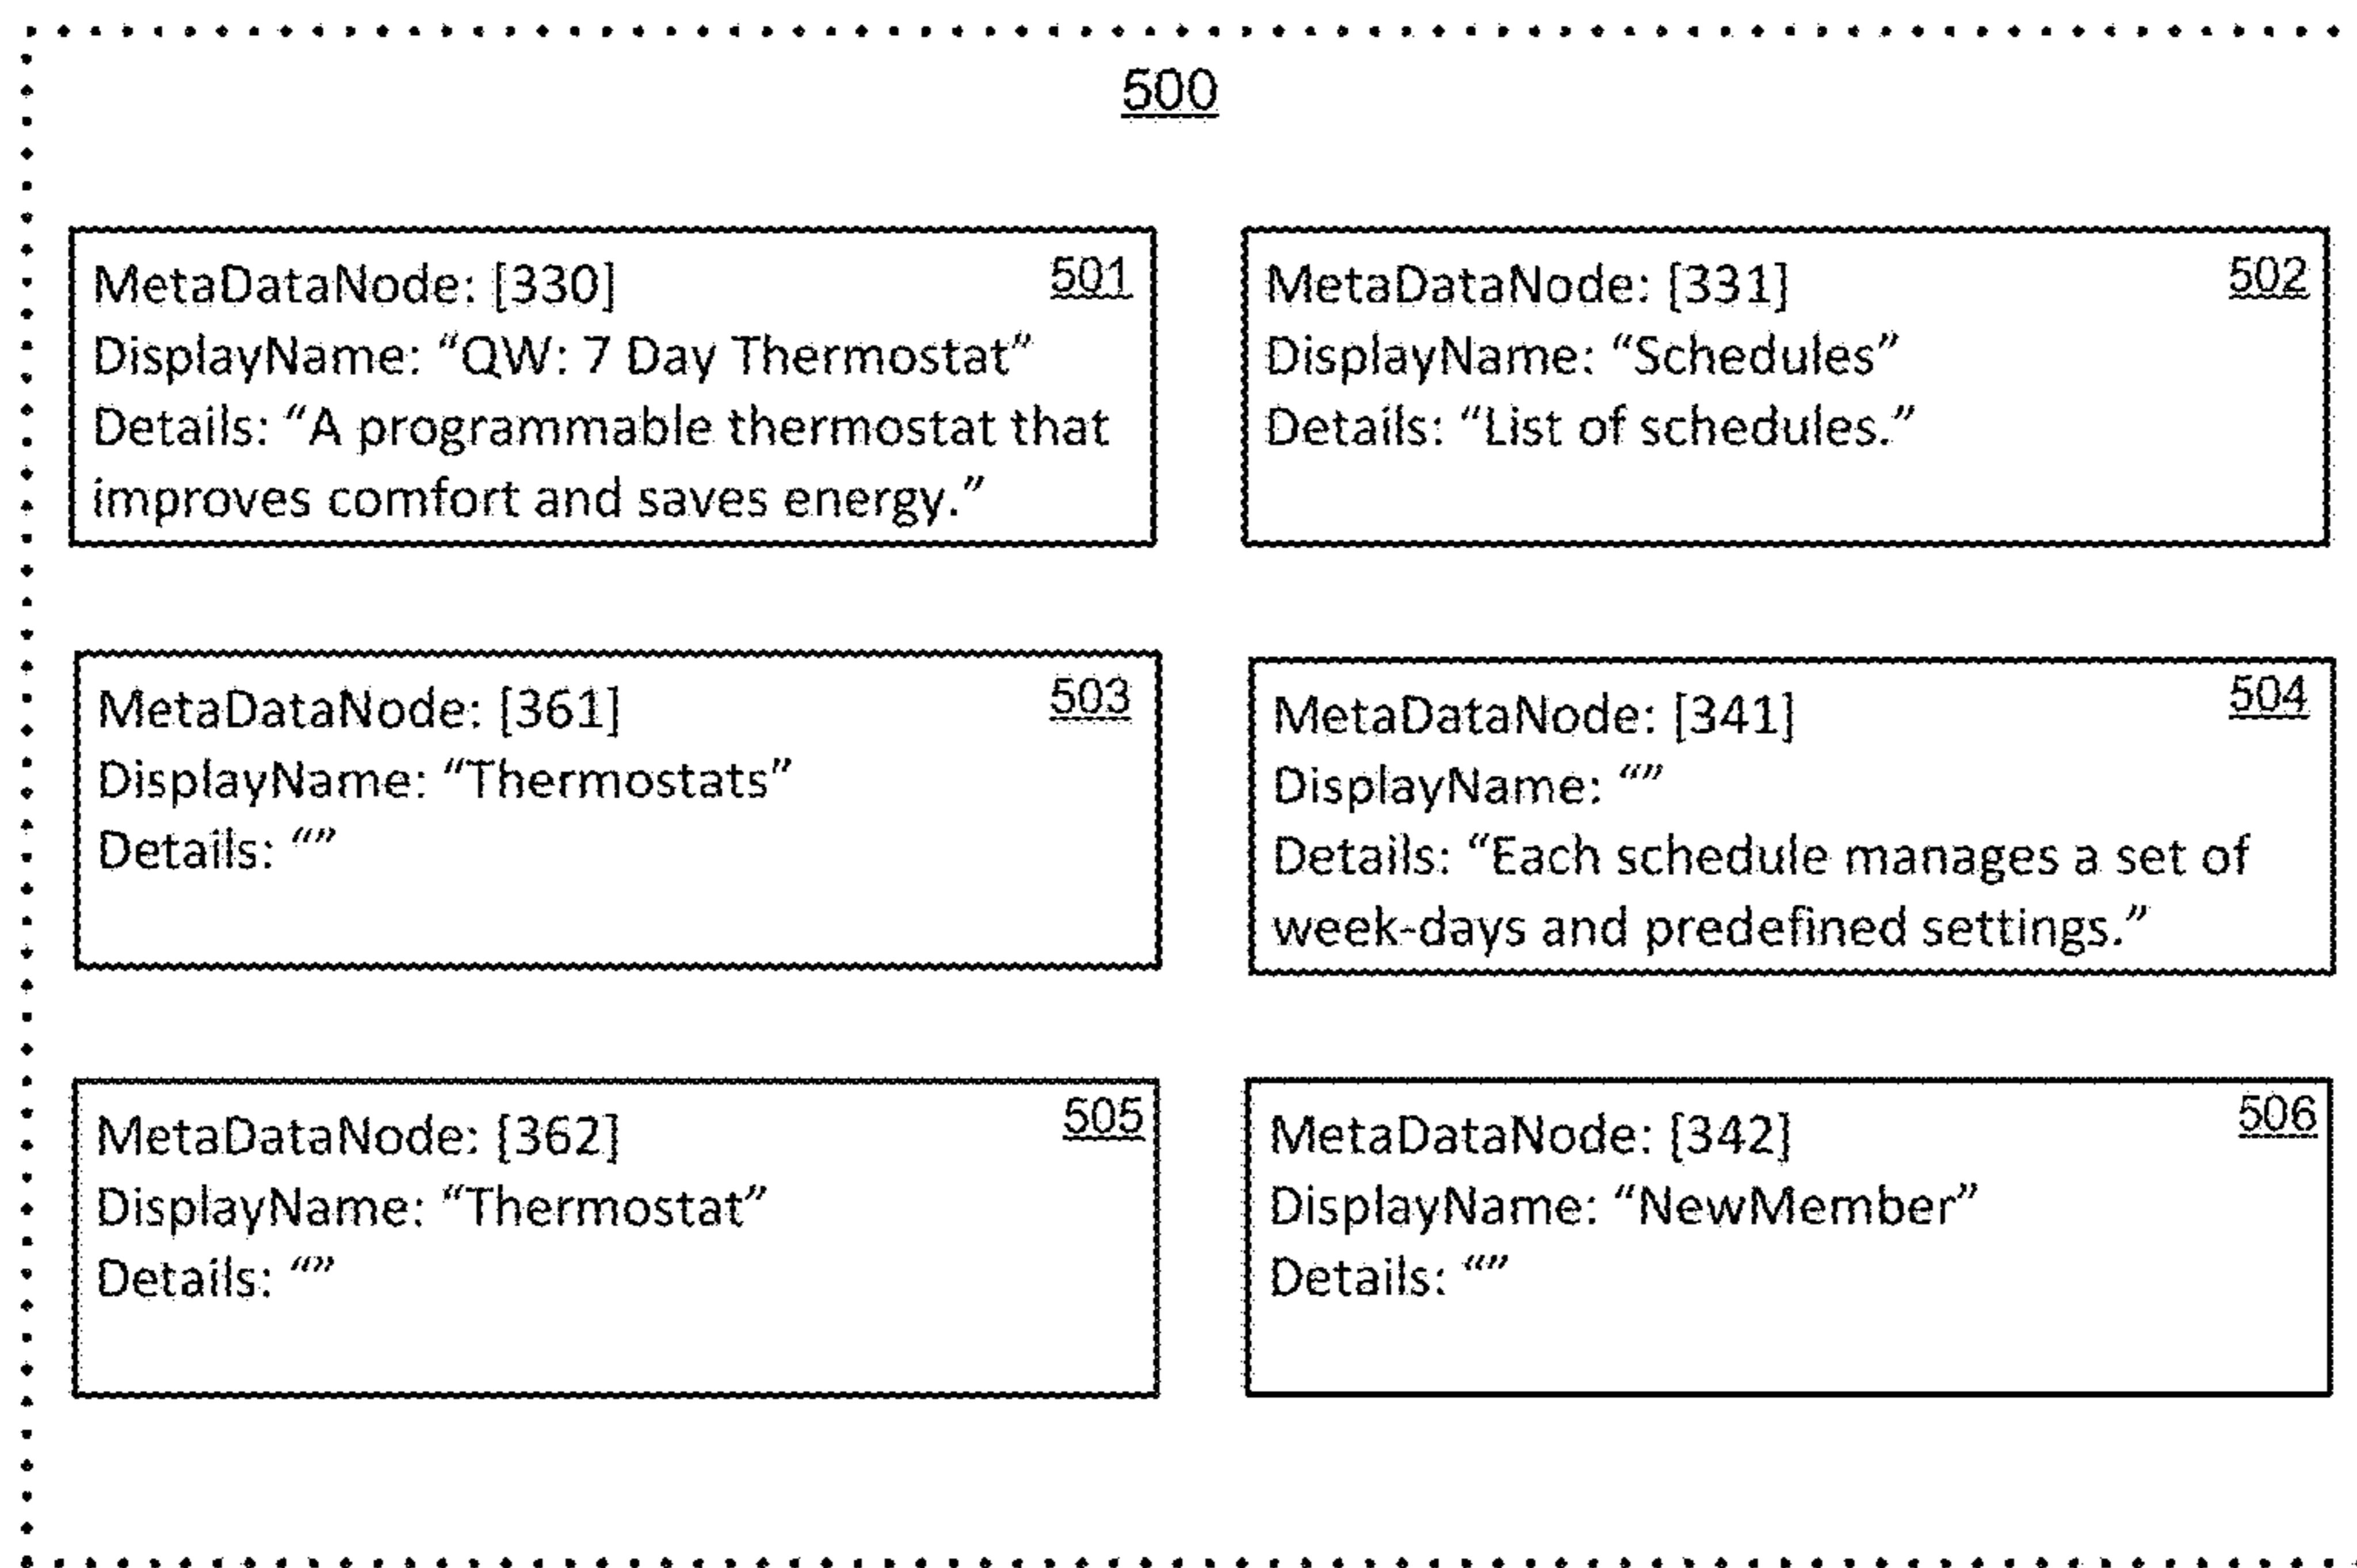 500
MetaDataNode: [330] 501
DisplayName: “QW: 7 Day Thermostat”
Details: “A programmable thermostat that
improves comfort and saves energy.”
MetaDataNode: [331] 502
DisplayName: “Schedules”
Details: “List of schedules.”
MetaDataNode: [361] 503
DisplayName: “Thermostats”
Details: “”
MetaDataNode: [341] 504
DisplayName: “”
Details: “Each schedule manages a set of
week-days and predefined settings.”
MetaDataNode: [362] 505
DisplayName: “Thermostat”
Details: “”
MetaDataNode: [342] 506
DisplayName: “NewMember”
Details: “”